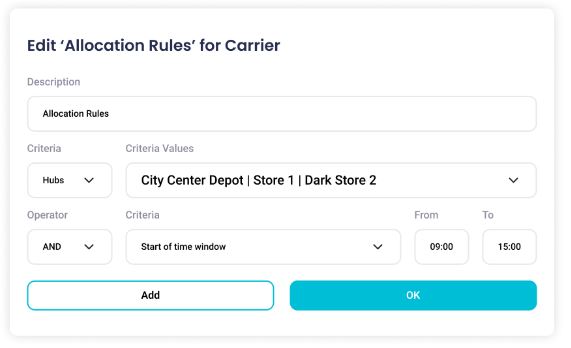 Edit ‘Allocation Rules’ for Carrier
Description
Allocation Rules
Criteria Criteria Values
Hubs City Center Depot | Store 1 | Dark Store 2
Operator Criteria From To
AND Start of time window 09:00 15:00
Add OK